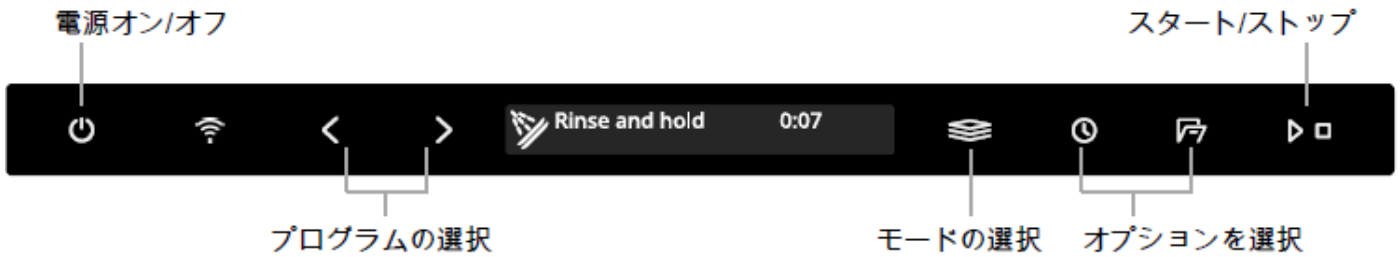 電源オン/オフ
スタート/ストップ
Rinse and hold 0:07
プログラムの選択
モードの選択
オプションを選択